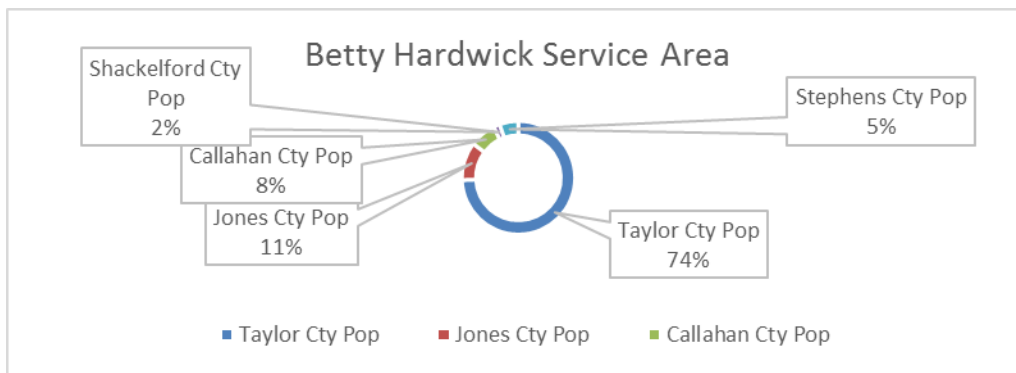 Betty Hardwick Service Area
Shackelford Cty
Pop
2%
Stephens Cty Pop
5%
Callahan Cty Pop
8%
Jones Cty Pop
11%
Taylor Cty Pop
74%
Taylor Cty Pop
Jones Cty Pop
Callahan Cty Pop